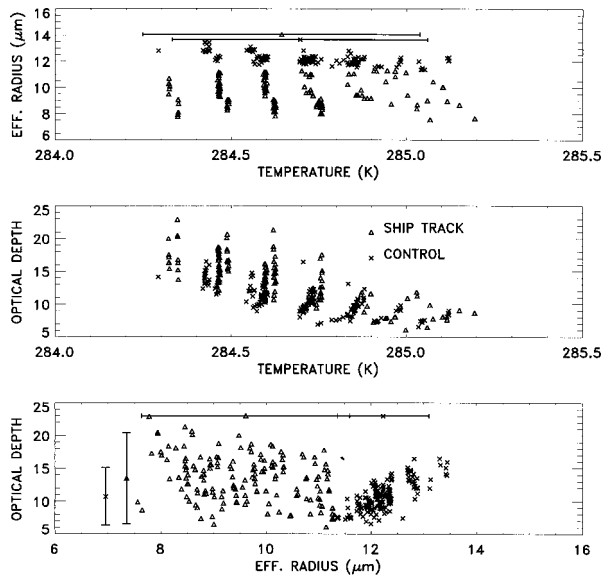 EFF. RADIUS (μm)
14
12
10
8
6
284.0 284.5 285.0 285.5
TEMPERATURE (K)
OPTICAL DEPTH
25
20
15
10
5
SHIP TRACK
CONTROL
284.0 284.5 285.0 285.5
TEMPERATURE (K)
OPTICAL DEPTH
25
20
15
10
5
6 8 10 12 14 16
EFF. RADIUS (μm)